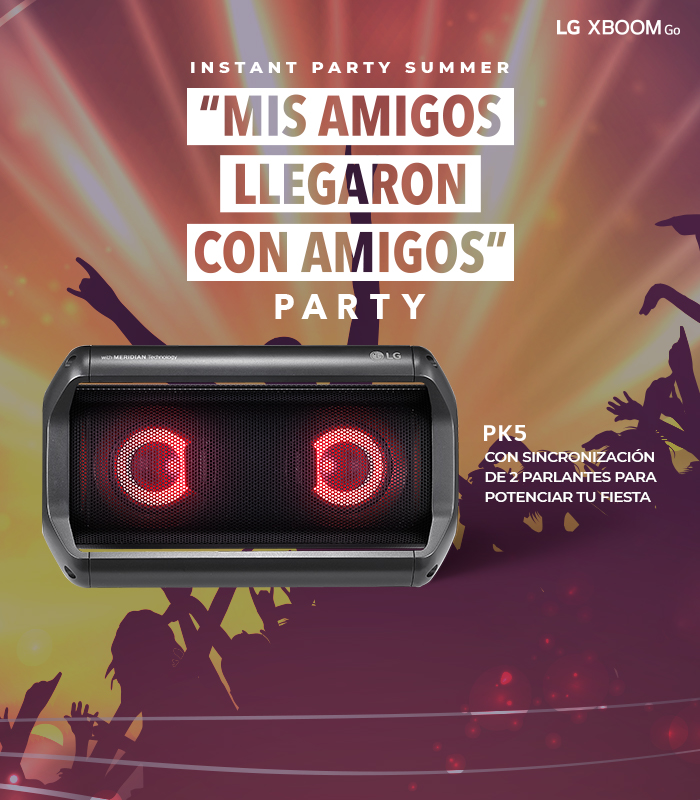 LG XBOOM Go
INSTANT PARTY SUMMER
“MIS AMIGOS
LLEGARON
CON AMIGOS”
PARTY
with MERIDIAN Technology
LG
PK5
CON SINCRONIZACIÓN
DE 2 PARLANTES PARA
POTENCIAR TU FIESTA